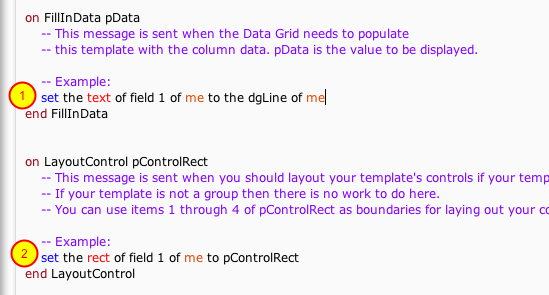 on FillInData pData
-- This message is sent when the Data Grid needs to populate
-- this template with the column data. pData is the value to be displayed.
-- Example:
1 set the text of field 1 of me to the dgLine of me
end FillInData
on LayoutControl pControlRect
-- This message is sent when you should layout your template's controls if your temp
-- If your template is not a group then there is no work to do here.
-- You can use items 1 through 4 of pControlRect as boundaries for laying out your co
-- Example:
2 set the rect of field 1 of me to pControlRect
end LayoutControl